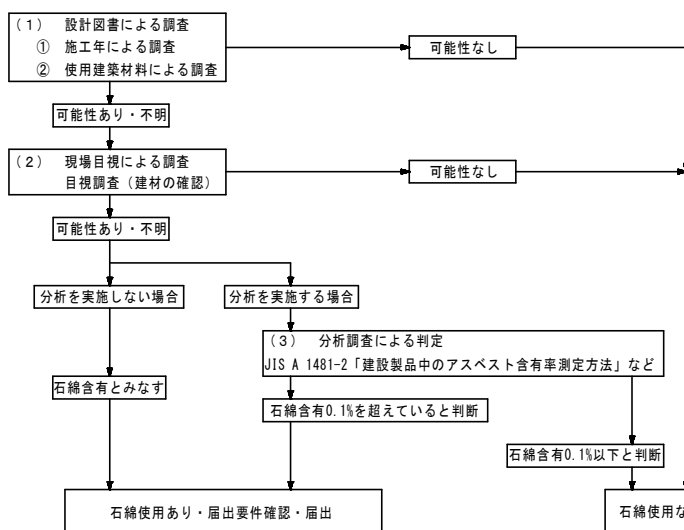 (1) 設計図書による調査
① 施工年による調査
② 使用建築材料による調査
可能性なし
可能性あり・不明
(2) 現場目視による調査
目視調査（建材の確認）
可能性なし
可能性あり・不明
分析を実施しない場合
分析を実施する場合
(3) 分析調査による判定
JIS A 1481-2「建設製品中のアスベスト含有率測定方法」など
石綿含有とみなす
石綿含有0.1%を超えていると判断
石綿含有0.1%以下と判断
石綿使用あり・届出要件確認・届出
石綿使用な